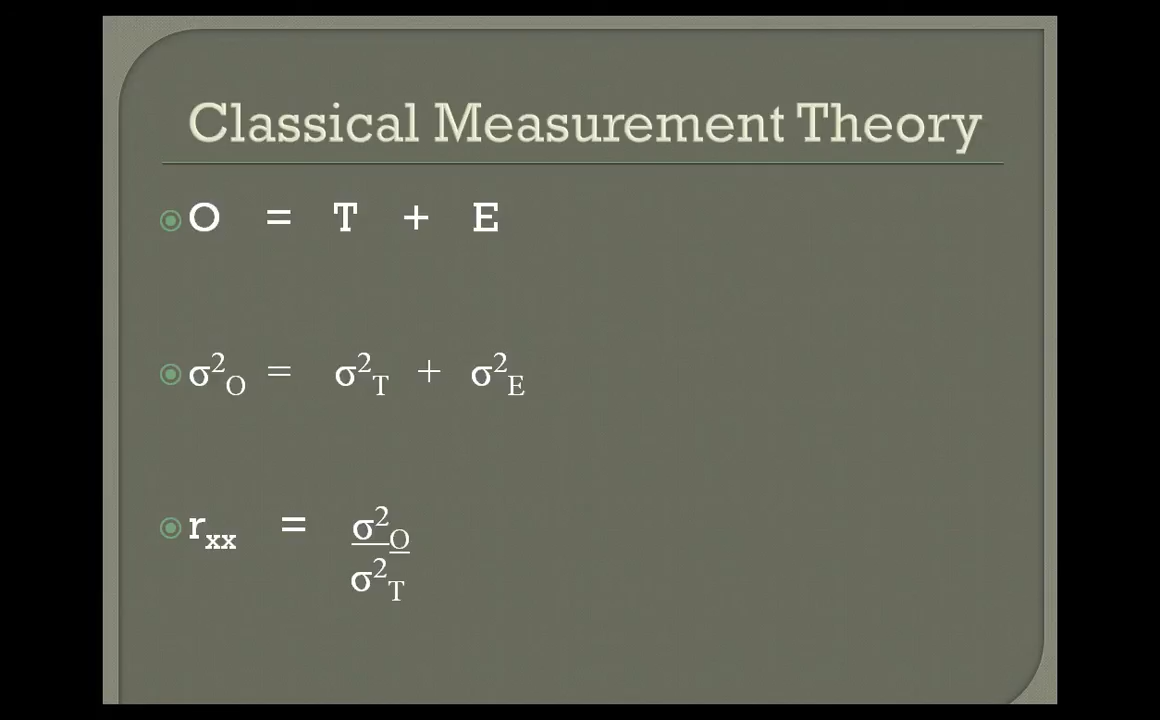 Classical Measurement Theory
O = T + E
σ²O = σ²T + σ²E
rxx = σ²O
σ²T